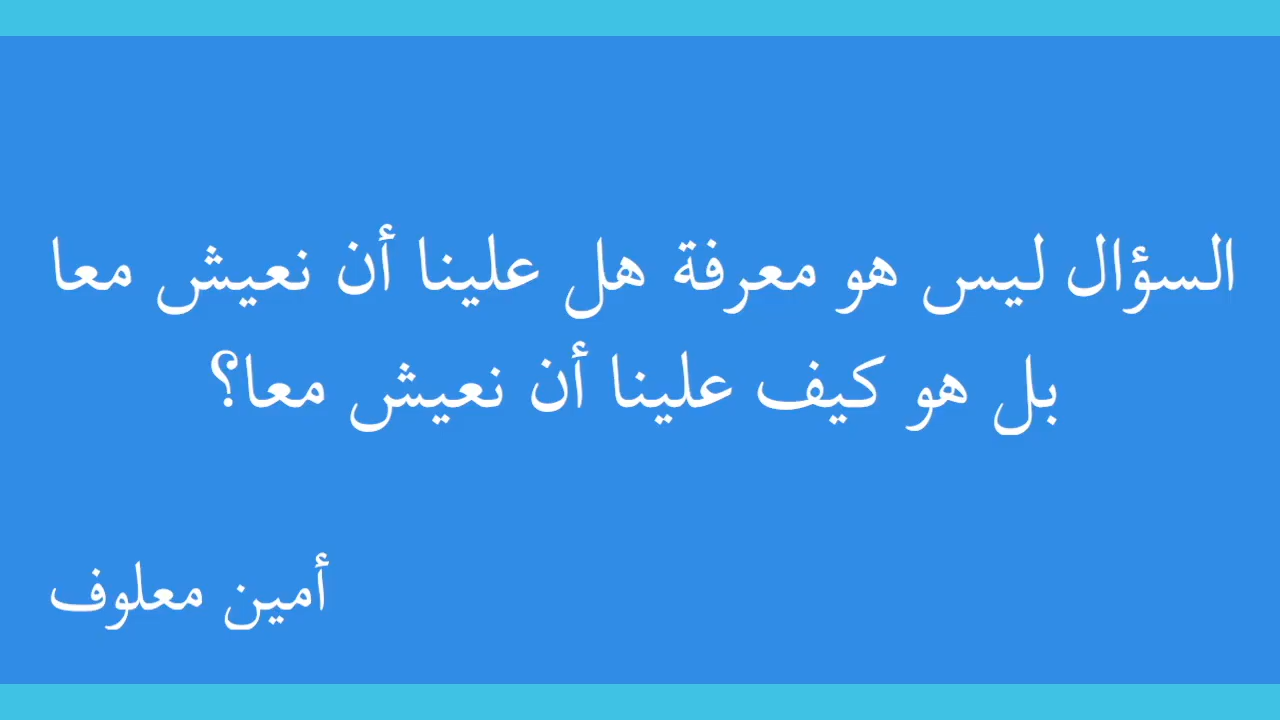 السؤال ليس هو معرفة هل علينا أن نعيش معا
بل هو كيف علينا أن نعيش معا؟
أمين معلوف